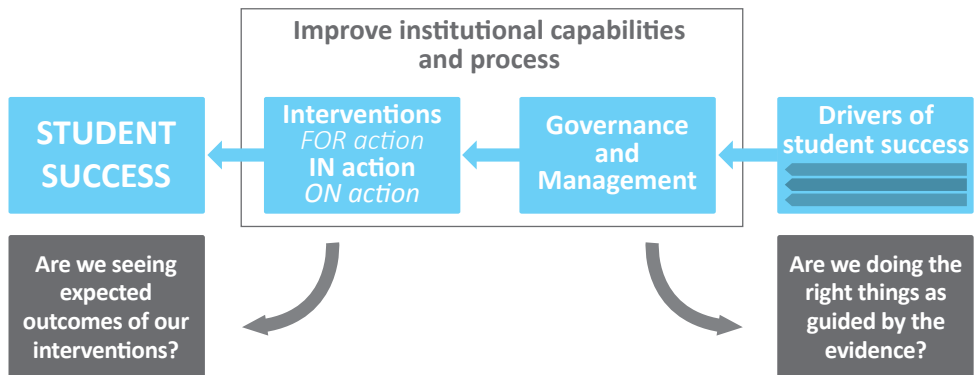 Improve institutional capabilities
and process
STUDENT
SUCCESS
Interventions
FOR action
IN action
ON action
Governance
and
Management
Drivers of
student success
Are we seeing
expected
outcomes of our
interventions?
Are we doing the
right things as
guided by the
evidence?